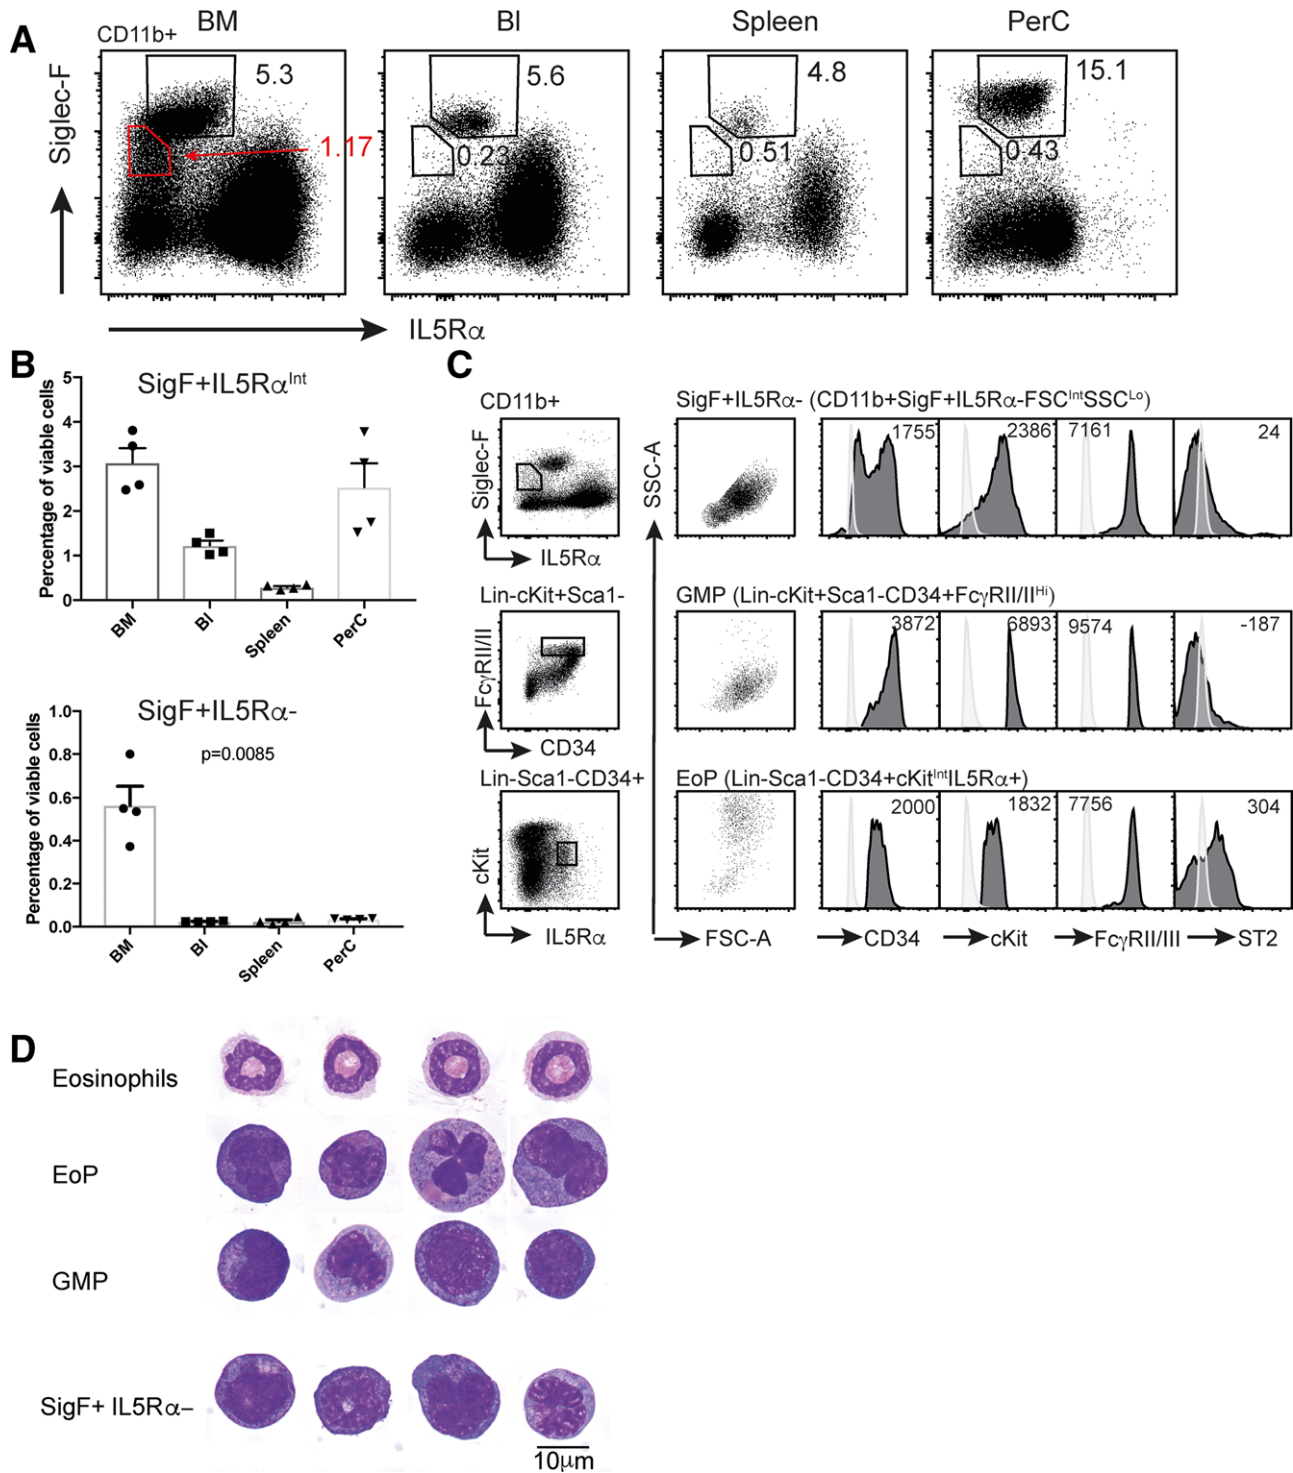 A
CD11b+
BM
Bl
Spleen
PerC
Siglec-F
5.3
5.6
4.8
15.1
1.17
0.23
0.51
0.43
IL5Rα
B
SigF+IL5Rα^Int
Percentage of viable cells
5
4
3
2
1
0
BM
Bl
Spleen
PerC
SigF+IL5Rα-
p=0.0085
Percentage of viable cells
1.0
0.8
0.6
0.4
0.2
0.0
BM
Bl
Spleen
PerC
C
CD11b+
SigF+IL5Rα- (CD11b+SigF+IL5Rα-FSC^IntSSC^Lo)
Siglec-F
IL5Rα
SSC-A
1755
2386
7161
24
Lin-cKit+Sca1-
GMP (Lin-cKit+Sca1-CD34+FcγRII/II^Hi)
FcγRII/II
CD34
3872
6893
9574
-187
Lin-Sca1-CD34+
EoP (Lin-Sca1-CD34+cKit^IntIL5Rα+)
cKit
IL5Rα
2000
1832
7756
304
FSC-A
CD34
cKit
FcγRII/III
ST2
D
Eosinophils
EoP
GMP
SigF+ IL5Rα−
10μm